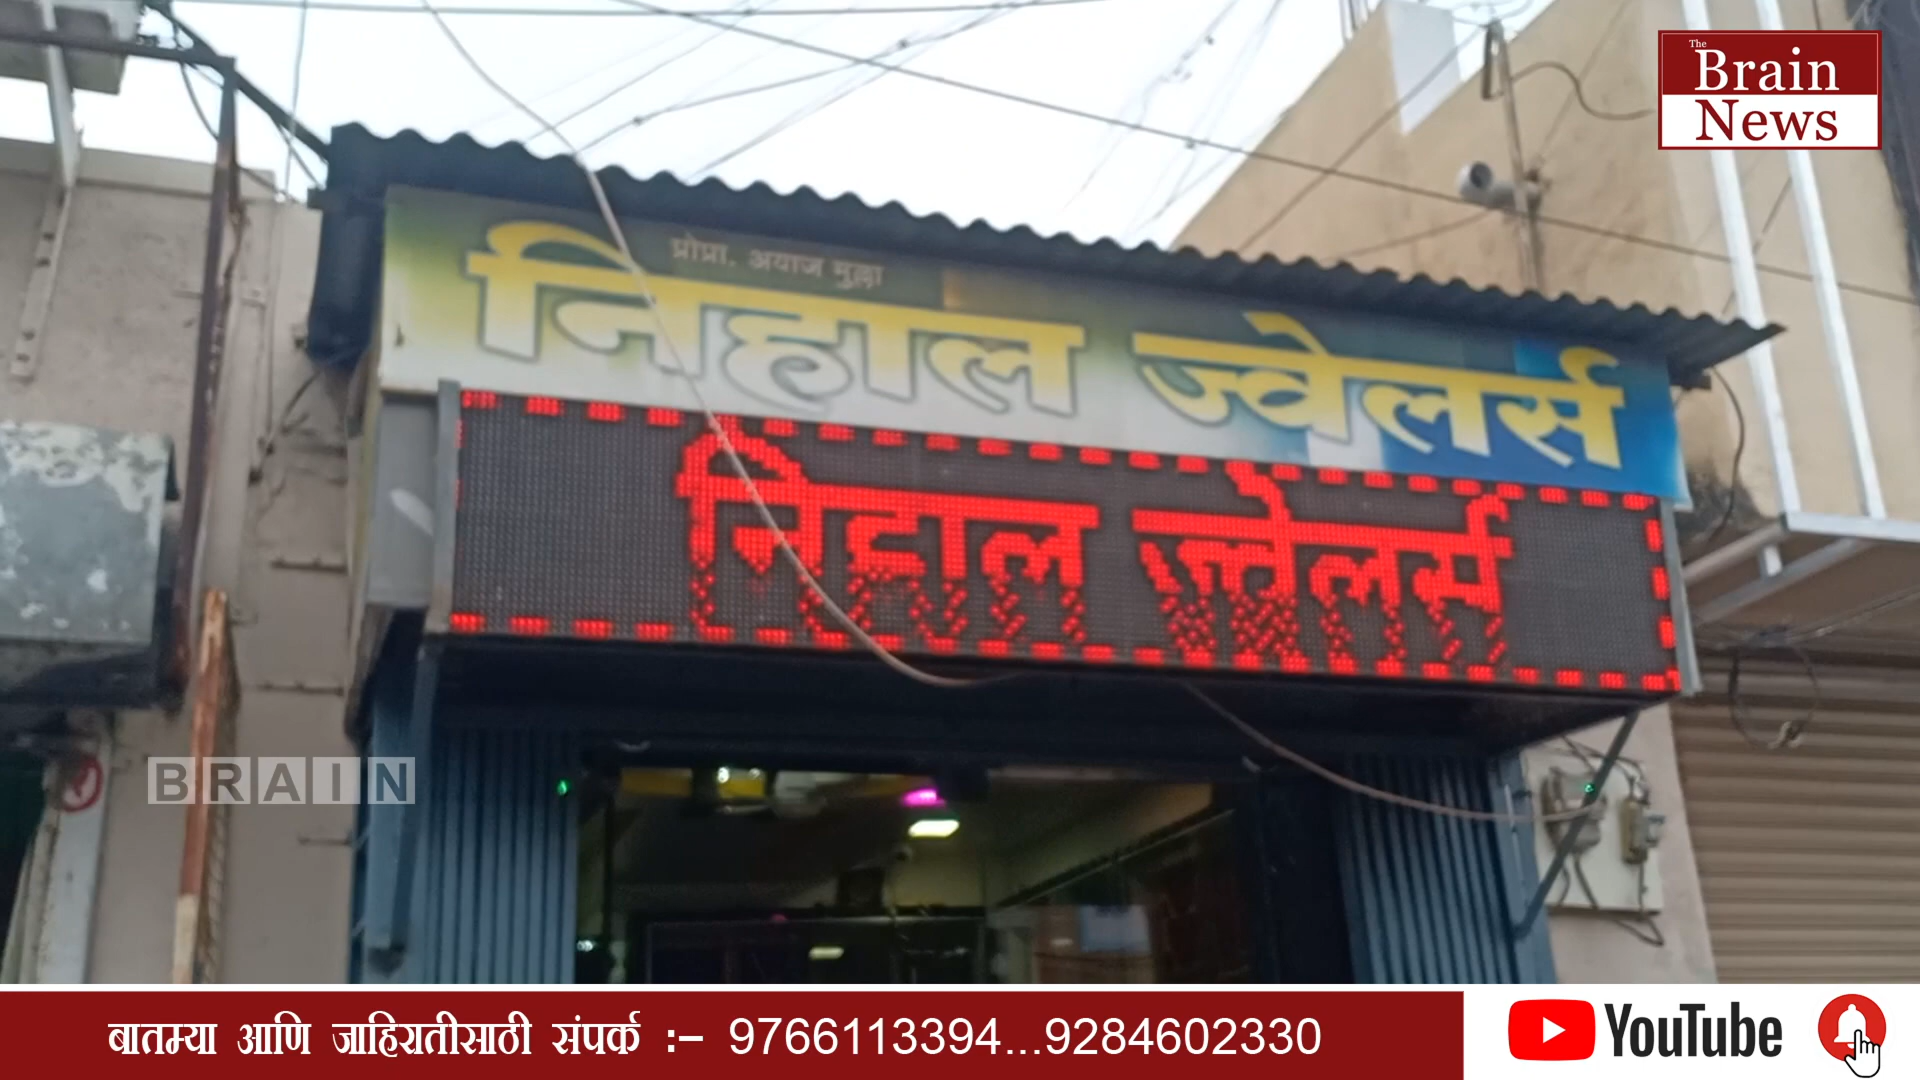 The
Brain
News
प्रोप्रा. अयाज मुल्ला
निहाल ज्वेलर्स
निहाल ज्वेलर्स
BRAIN
बातम्या आणि जाहिरातीसाठी संपर्क :- 9766113394...9284602330
YouTube